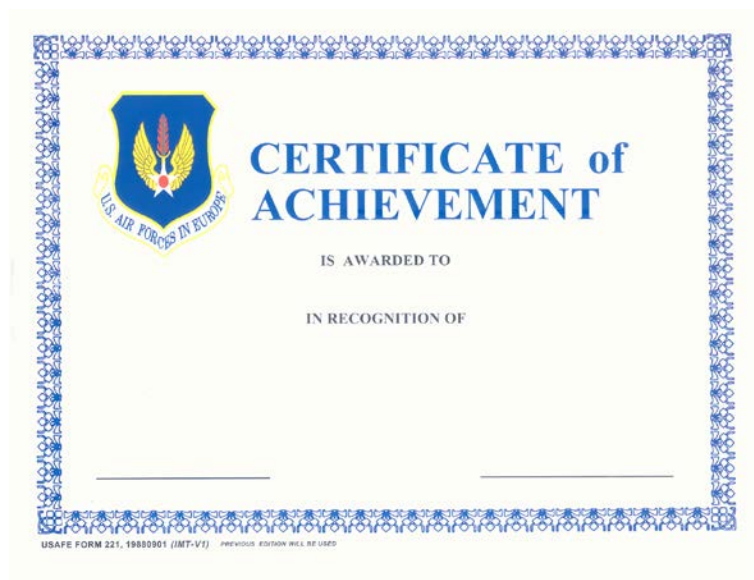 CERTIFICATE of
ACHIEVEMENT
U.S. AIR FORCES IN EUROPE
IS AWARDED TO
IN RECOGNITION OF
USAFE FORM 221, 19880901 (IMT-V1) PREVIOUS EDITION WILL BE USED